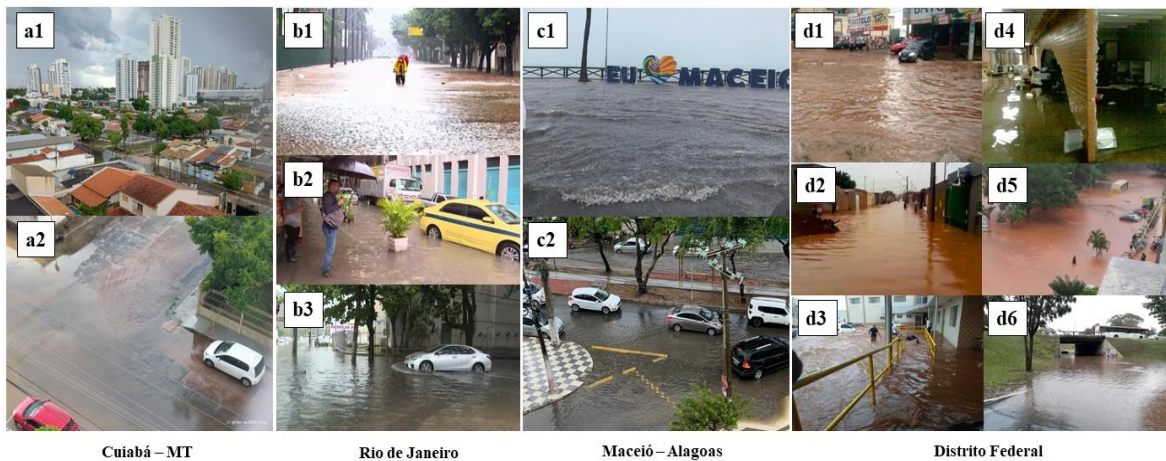 a1
a2
b1
b2
b3
c1
EU MACEIÓ
c2
d1
CASTELO
d4
d2
d5
d3
d6
Cuiabá – MT
Rio de Janeiro
Maceió – Alagoas
Distrito Federal